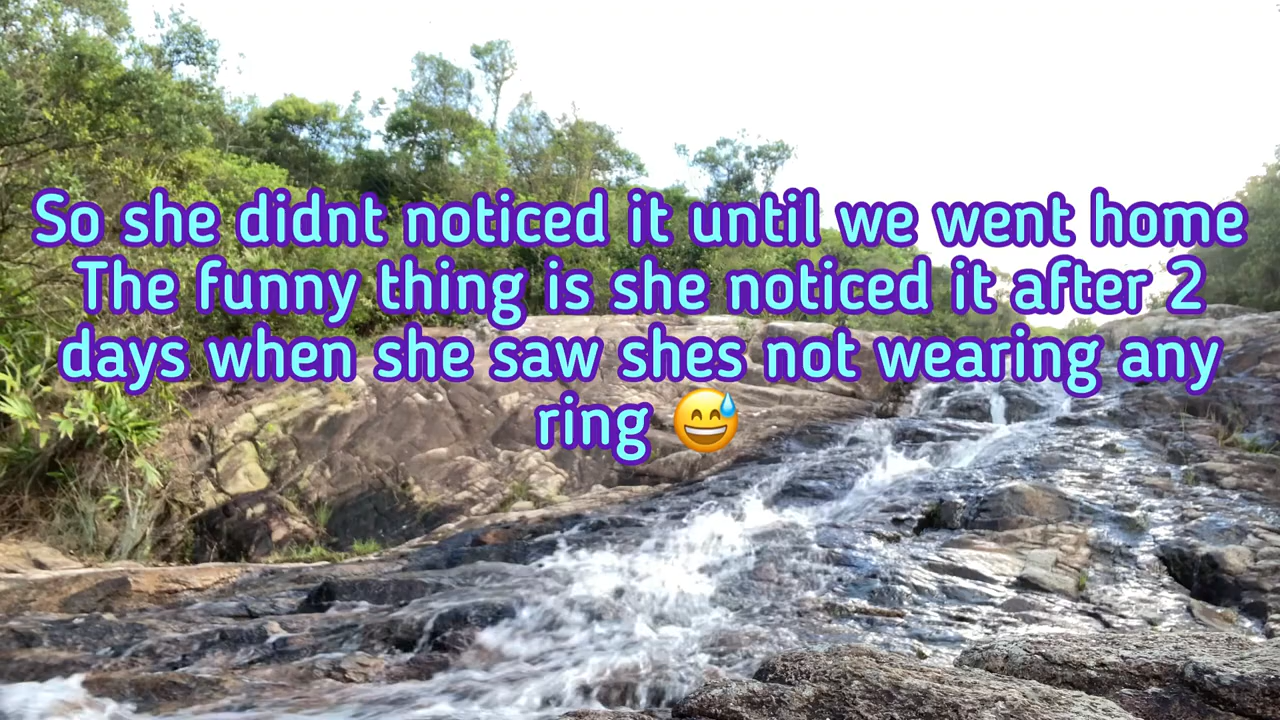 So she didnt noticed it until we went home
The funny thing is she noticed it after 2
days when she saw shes not wearing any
ring 😅